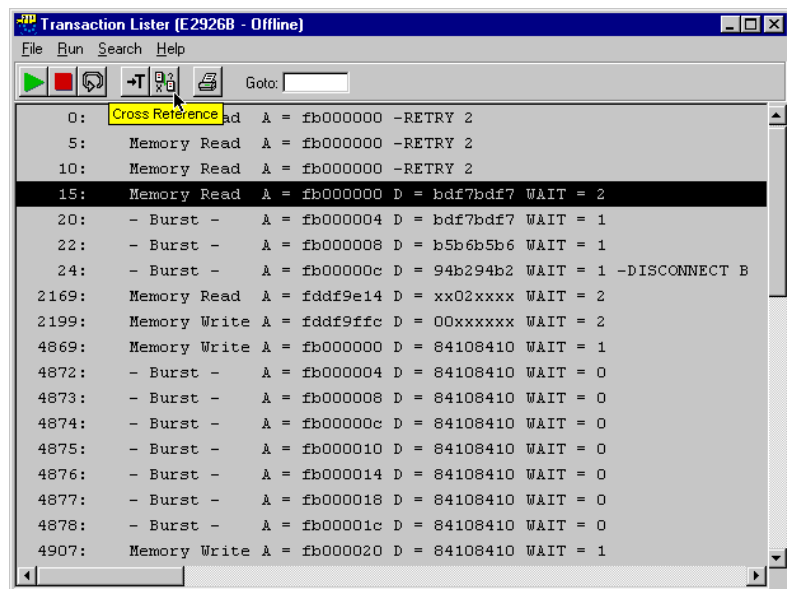 Transaction Lister (E2926B - Offline)
File Run Search Help
→T Goto:
Cross Reference
0: ad A = fb000000 -RETRY 2
5: Memory Read A = fb000000 -RETRY 2
10: Memory Read A = fb000000 -RETRY 2
15: Memory Read A = fb000000 D = bdf7bdf7 WAIT = 2
20: - Burst - A = fb000004 D = bdf7bdf7 WAIT = 1
22: - Burst - A = fb000008 D = b5b6b5b6 WAIT = 1
24: - Burst - A = fb00000c D = 94b294b2 WAIT = 1 -DISCONNECT B
2169: Memory Read A = fddf9e14 D = xx02xxxx WAIT = 2
2199: Memory Write A = fddf9ffc D = 00xxxxxx WAIT = 2
4869: Memory Write A = fb000000 D = 84108410 WAIT = 1
4872: - Burst - A = fb000004 D = 84108410 WAIT = 0
4873: - Burst - A = fb000008 D = 84108410 WAIT = 0
4874: - Burst - A = fb00000c D = 84108410 WAIT = 0
4875: - Burst - A = fb000010 D = 84108410 WAIT = 0
4876: - Burst - A = fb000014 D = 84108410 WAIT = 0
4877: - Burst - A = fb000018 D = 84108410 WAIT = 0
4878: - Burst - A = fb00001c D = 84108410 WAIT = 0
4907: Memory Write A = fb000020 D = 84108410 WAIT = 1